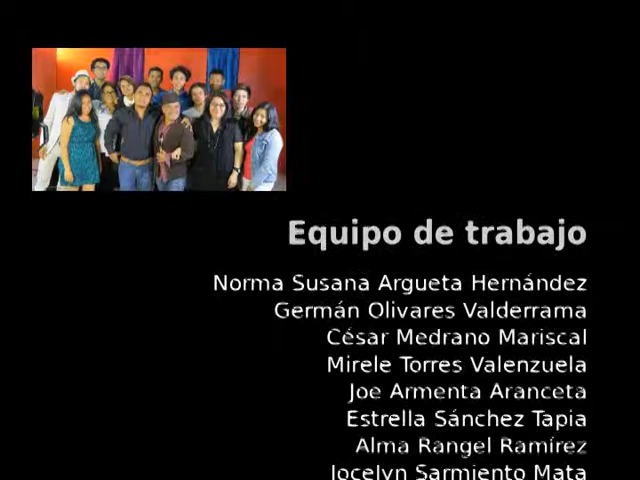 Equipo de trabajo
Norma Susana Argueta Hernández
Germán Olivares Valderrama
César Medrano Mariscal
Mirele Torres Valenzuela
Joe Armenta Aranceta
Estrella Sánchez Tapia
Alma Rangel Ramírez
Jocelyn Sarmiento Mata